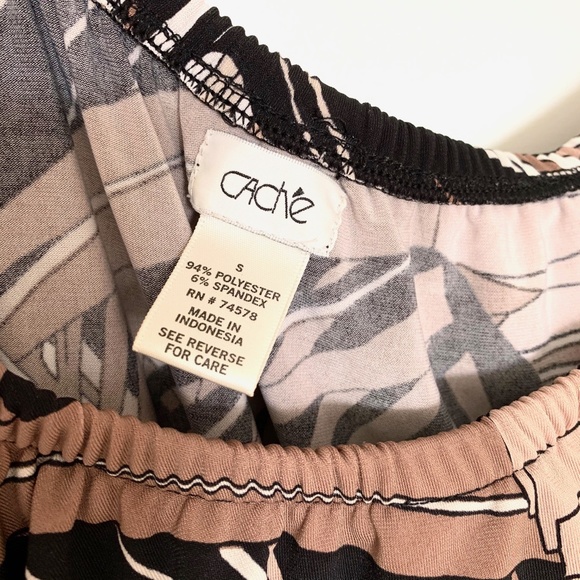 CACHé
S
94% POLYESTER
6% SPANDEX
RN # 74578
MADE IN
INDONESIA
SEE REVERSE
FOR CARE